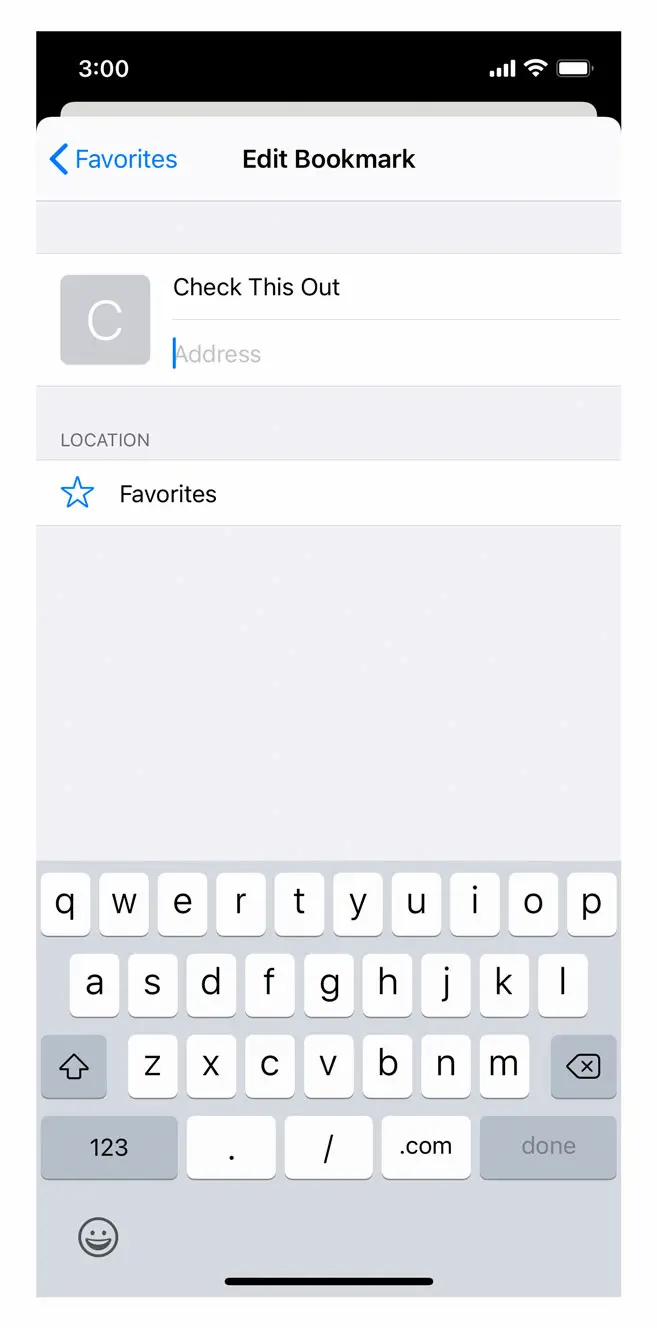 3:00
Favorites Edit Bookmark
C
Check This Out
Address
LOCATION
Favorites
q w e r t y u i o p
a s d f g h j k l
z x c v b n m
123 . / .com done